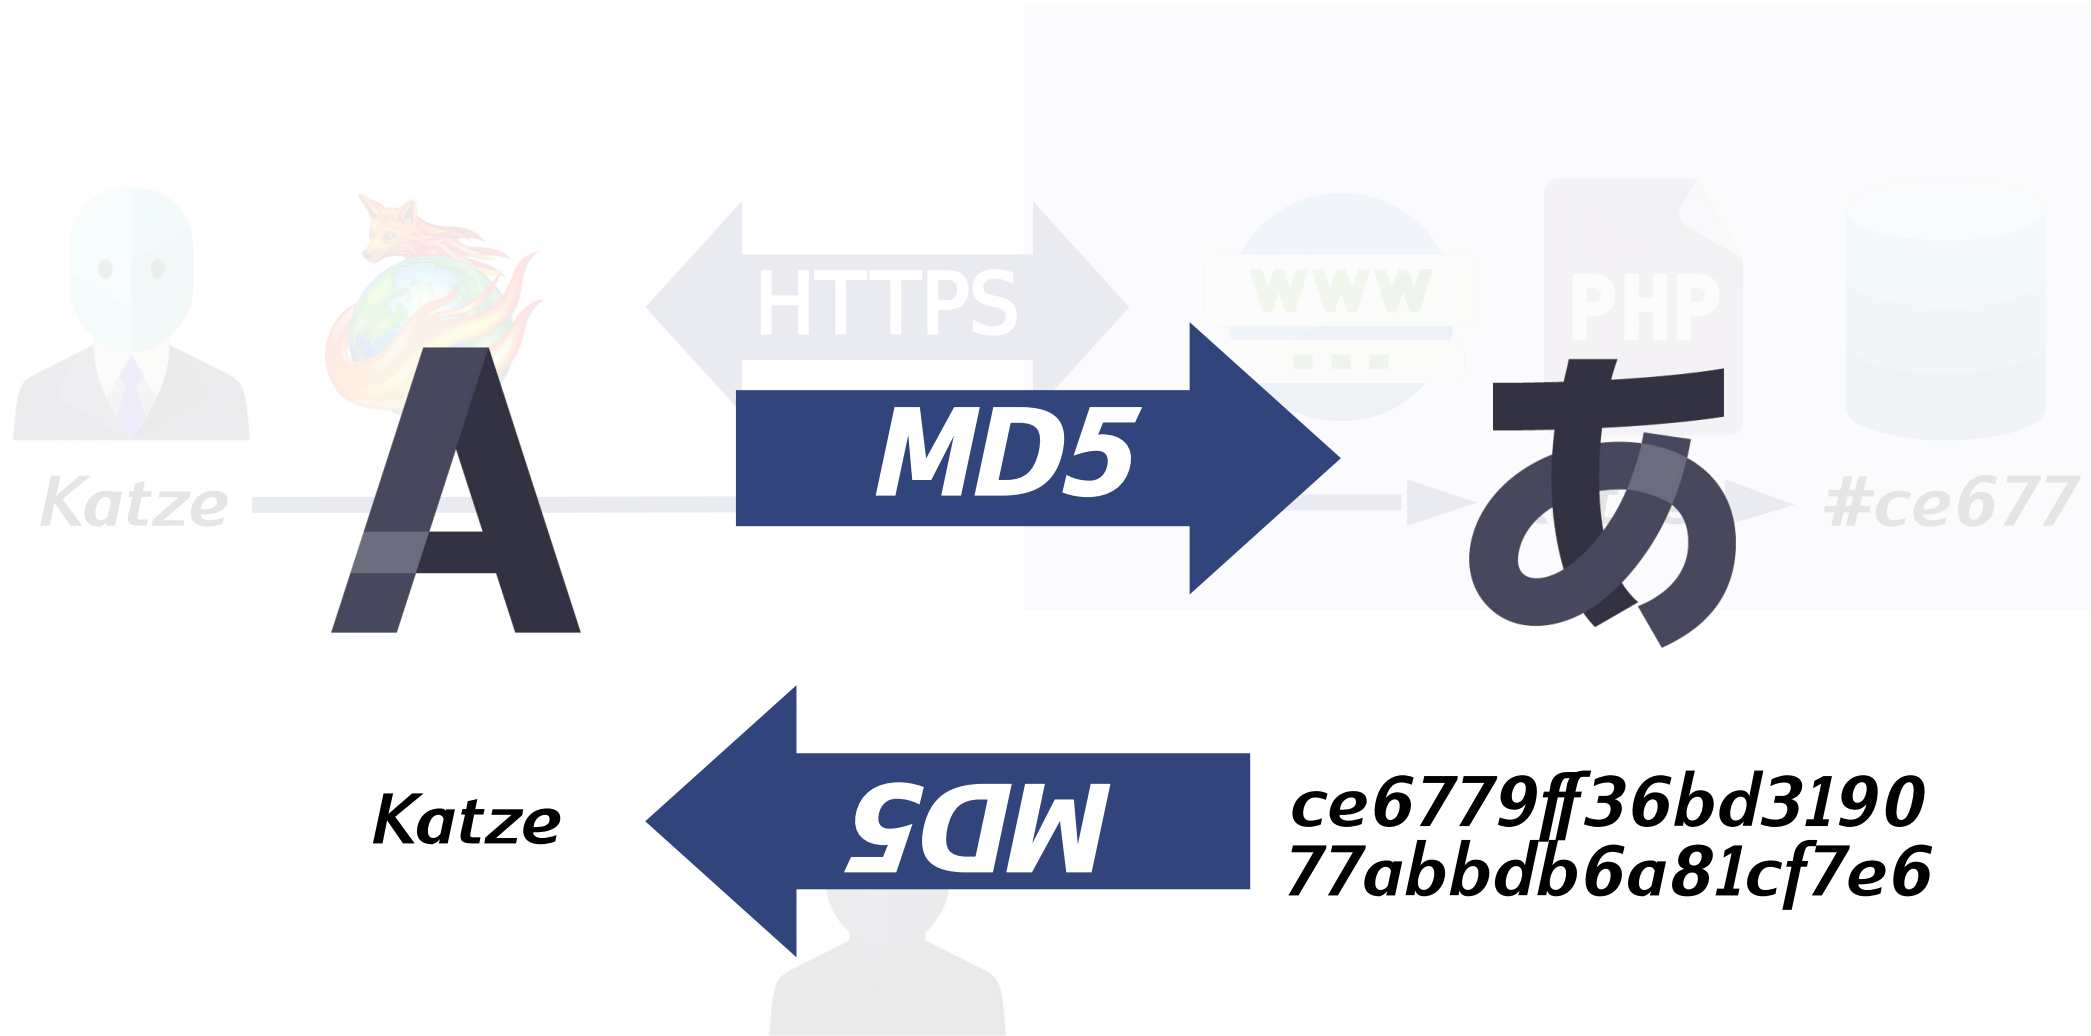 HTTPS
WWW
PHP
MD5
A
あ
Katze
#ce677
MD5
Katze
ce6779ff36bd3190
77abbdb6a81cf7e6